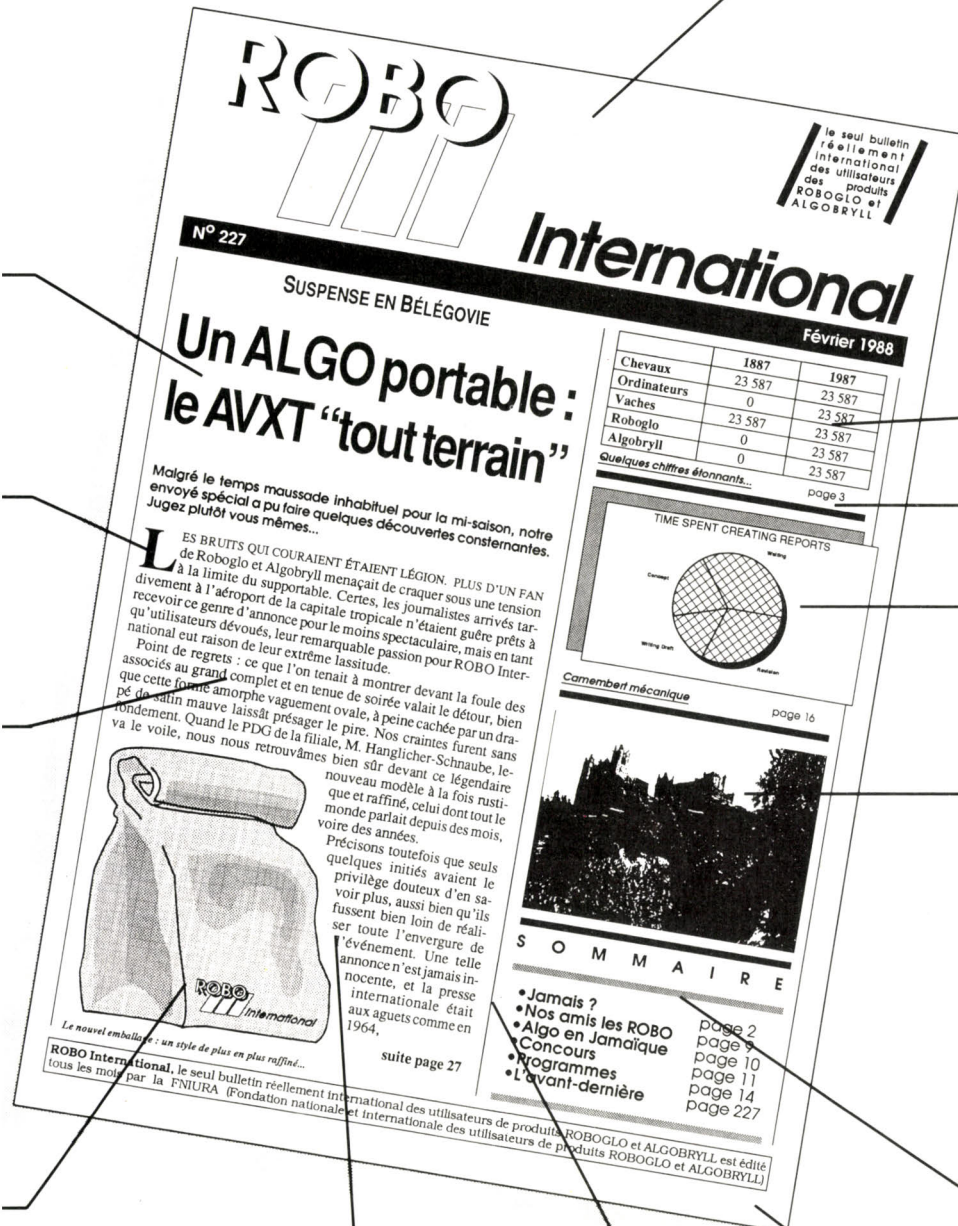 ROBO
le seul bulletin
réellement
international
des utilisateurs
des produits
ROBOGLO et
ALGOBRYLL
International
N° 227
Février 1988
SUSPENSE EN BÉLÉGOVIE
Un ALGO portable :
le AVXT “tout terrain”
Malgré le temps maussade inhabituel pour la mi-saison, notre
envoyé spécial a pu faire quelques découvertes consternantes.
Jugez plutôt vous mêmes...
LES BRUITS QUI COURAIENT ÉTAIENT LÉGION. PLUS D'UN FAN
de Roboglo et Algobryll menaçait de craquer sous une tension
à la limite du supportable. Certes, les journalistes arrivés tar-
divement à l'aéroport de la capitale tropicale n'étaient guère prêts à
recevoir ce genre d'annonce pour le moins spectaculaire, mais en tant
qu'utilisateurs dévoués, leur remarquable passion pour ROBO Inter-
national eut raison de leur extrême lassitude.
Point de regrets : ce que l'on tenait à montrer devant la foule des
associés au grand complet et en tenue de soirée valait le détour, bien
que cette forme amorphe vaguement ovale, à peine cachée par un dra-
pé de satin mauve laissât présager le pire. Nos craintes furent sans
fondement. Quand le PDG de la filiale, M. Hanglicher-Schnaube, le-
va le voile, nous nous retrouvâmes bien sûr devant ce légendaire
nouveau modèle à la fois rusti-
que et raffiné, celui dont tout le
monde parlait depuis des mois,
voire des années.
Précisons toutefois que seuls
quelques initiés avaient le
privilège douteux d'en sa-
voir plus, aussi bien qu'ils
fussent bien loin de réali-
ser toute l'envergure de
l'événement. Une telle
annonce n'est jamais in-
nocente, et la presse
internationale était
aux aguets comme en
1964,
suite page 27
ROBO
International
Le nouvel emballage : un style de plus en plus raffiné...
1887 1987
Chevaux 23 587 23 587
Ordinateurs 0 23 587
Vaches 23 587 23 587
Roboglo 0 23 587
Algobryll 0 23 587
Quelques chiffres étonnants...
page 3
TIME SPENT CREATING REPORTS
Welding
Concept
Writing Draft
Revision
Camembert mécanique
page 16
SOMMAIRE
•Jamais ? page 2
•Nos amis les ROBO page 9
•Algo en Jamaïque page 10
•Concours page 11
•Programmes page 14
•L'avant-dernière page 227
ROBO International, le seul bulletin réellement international des utilisateurs de produits ROBOGLO et ALGOBRYLL est édité
tous les mois par la FNIURA (Fondation nationale et internationale des utilisateurs de produits ROBOGLO et ALGOBRYLL)